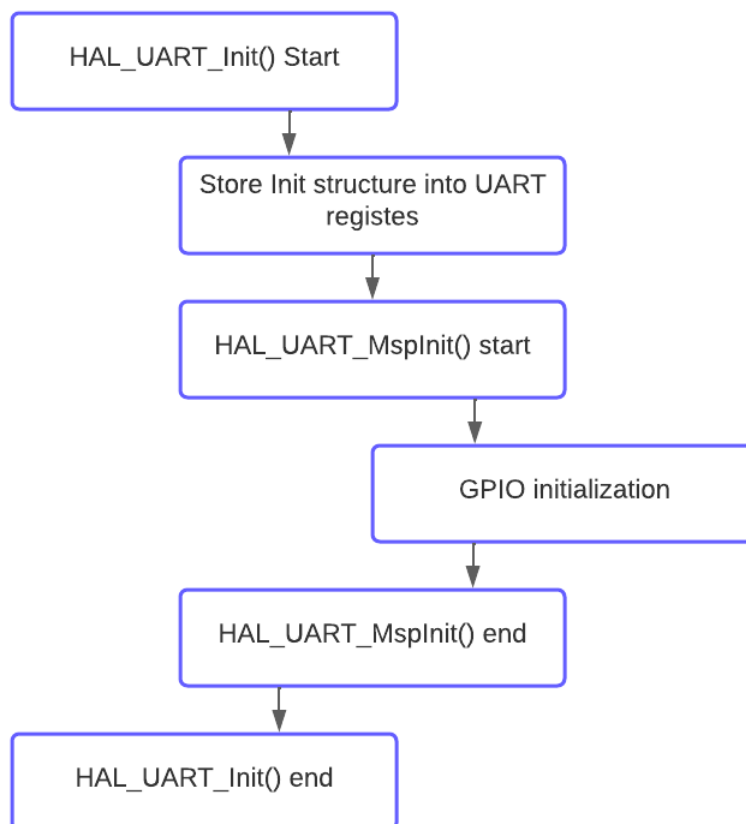 HAL_UART_Init() Start
Store Init structure into UART
registes
HAL_UART_MspInit() start
GPIO initialization
HAL_UART_MspInit() end
HAL_UART_Init() end